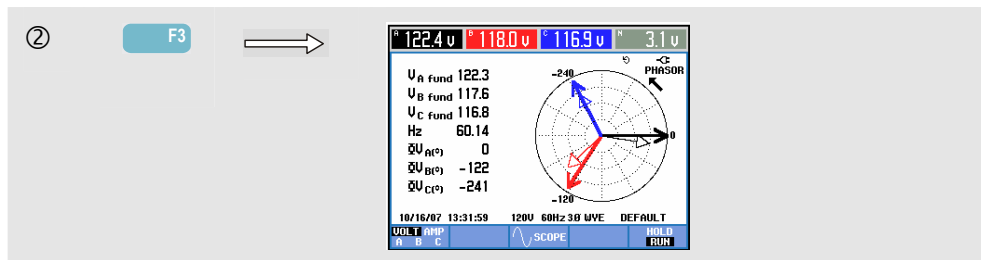 ② F3
A 122.4 V B 118.0 V C 116.9 V N 3.1 V
PHASOR
VA fund 122.3
VB fund 117.6
VC fund 116.8
Hz 60.14
ΦVA(°) 0
ΦVB(°) -122
ΦVC(°) -241
-240
0
-120
10/16/07 13:31:59 120V 60Hz 3Ø WYE DEFAULT
VOLT AMP
A B C
SCOPE
HOLD
RUN